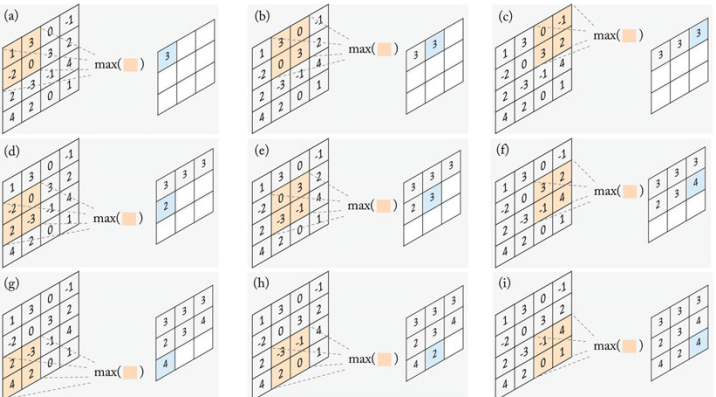 (a)
1 3 0 -1
-2 0 3 2
2 -3 -1 4
4 2 0 1
max( )
3
(b)
1 3 0 -1
-2 0 3 2
2 -3 -1 4
4 2 0 1
max( )
3 3
(c)
1 3 0 -1
-2 0 3 2
2 -3 -1 4
4 2 0 1
max( )
3 3 3
(d)
1 3 0 -1
-2 0 3 2
2 -3 -1 4
4 2 0 1
max( )
3 3 3
2
(e)
1 3 0 -1
-2 0 3 2
2 -3 -1 4
4 2 0 1
max( )
3 3 3
2 3
(f)
1 3 0 -1
-2 0 3 2
2 -3 -1 4
4 2 0 1
max( )
3 3 3
2 3 4
(g)
1 3 0 -1
-2 0 3 2
2 -3 -1 4
4 2 0 1
max( )
3 3 3
2 3 4
4
(h)
1 3 0 -1
-2 0 3 2
2 -3 -1 4
4 2 0 1
max( )
3 3 3
2 3 4
4 2
(i)
1 3 0 -1
-2 0 3 2
2 -3 -1 4
4 2 0 1
max( )
3 3 3
2 3 4
4 2 4